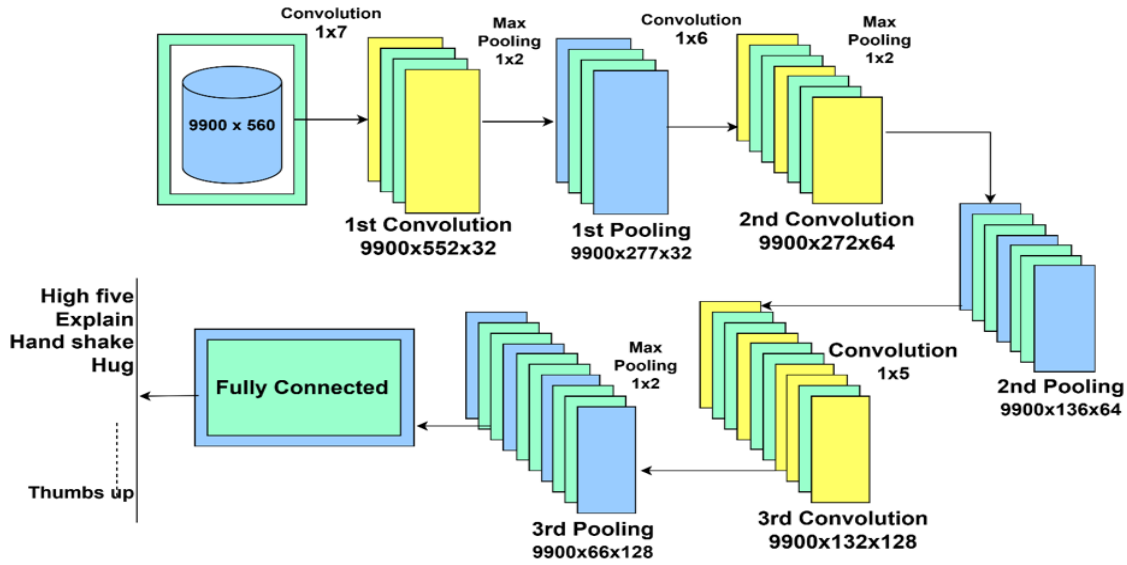 Convolution
1x7
Max
Pooling
1x2
Convolution
1x6
Max
Pooling
1x2
9900 x 560
1st Convolution
9900x552x32
1st Pooling
9900x277x32
2nd Convolution
9900x272x64
2nd Pooling
9900x136x64
Convolution
1x5
3rd Convolution
9900x132x128
Max
Pooling
1x2
3rd Pooling
9900x66x128
Fully Connected
High five
Explain
Hand shake
Hug
Thumbs up